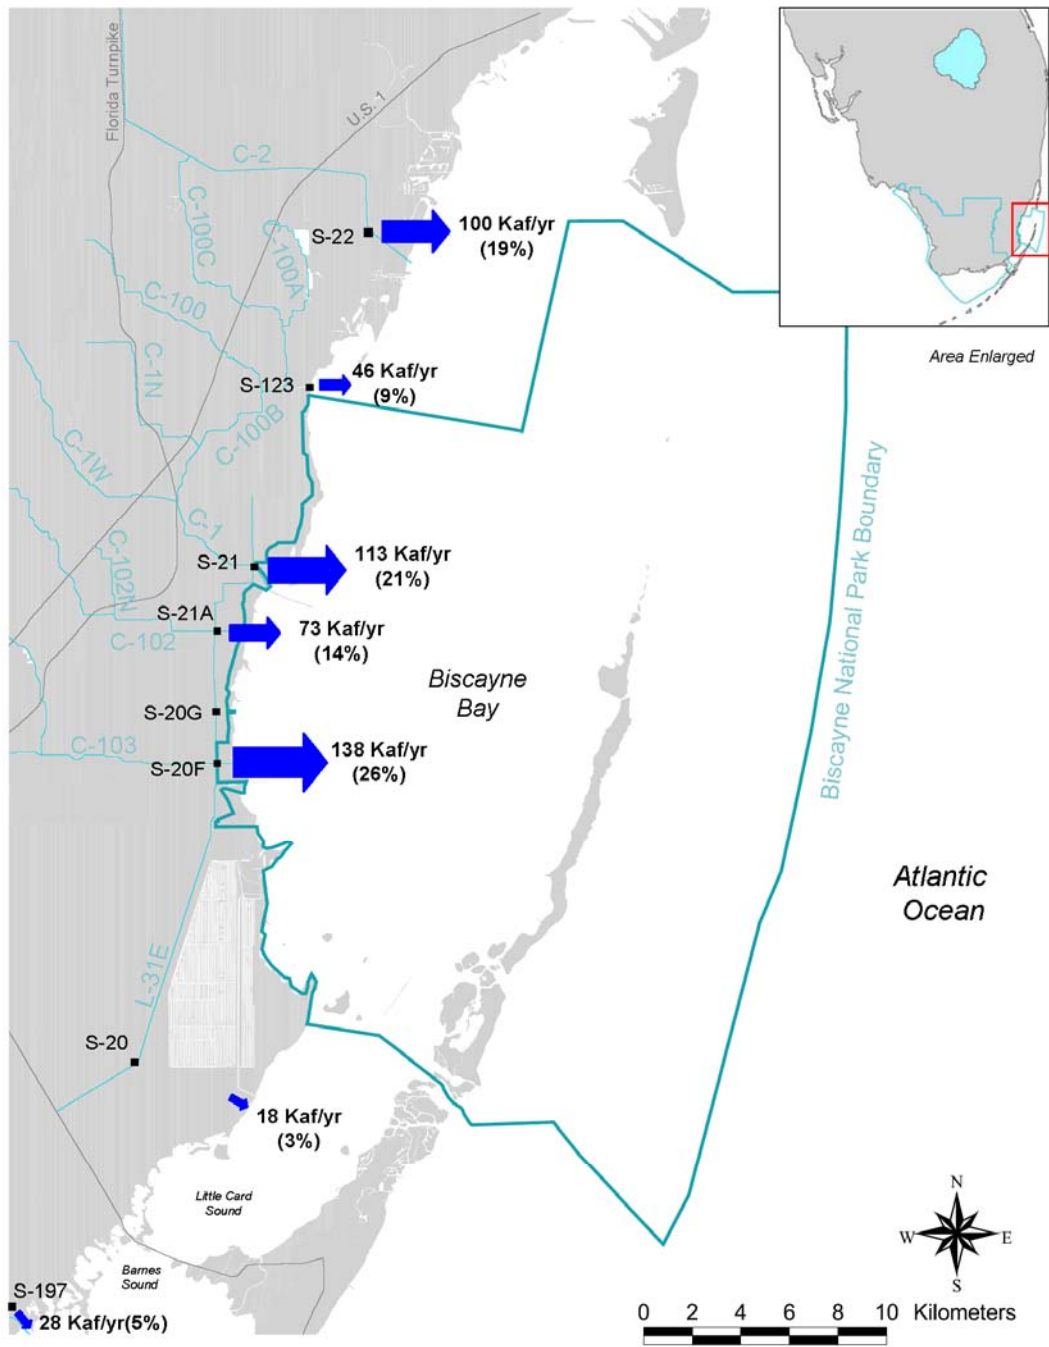 Florida Turnpike
U.S. 1
C-2
C-100C
C-100A
S-22
100 Kaf/yr
(19%)
C-100
C-1N
Area Enlarged
S-123
46 Kaf/yr
(9%)
C-100B
C-1W
C-1
S-21
113 Kaf/yr
(21%)
C-102N
S-21A
C-102
73 Kaf/yr
(14%)
Biscayne
Bay
Biscayne National Park Boundary
S-20G
C-103
S-20F
138 Kaf/yr
(26%)
Atlantic
Ocean
L-31E
S-20
18 Kaf/yr
(3%)
Little Card
Sound
Barnes
Sound
N
W
E
S
S-197
28 Kaf/yr(5%)
0 2 4 6 8 10 Kilometers